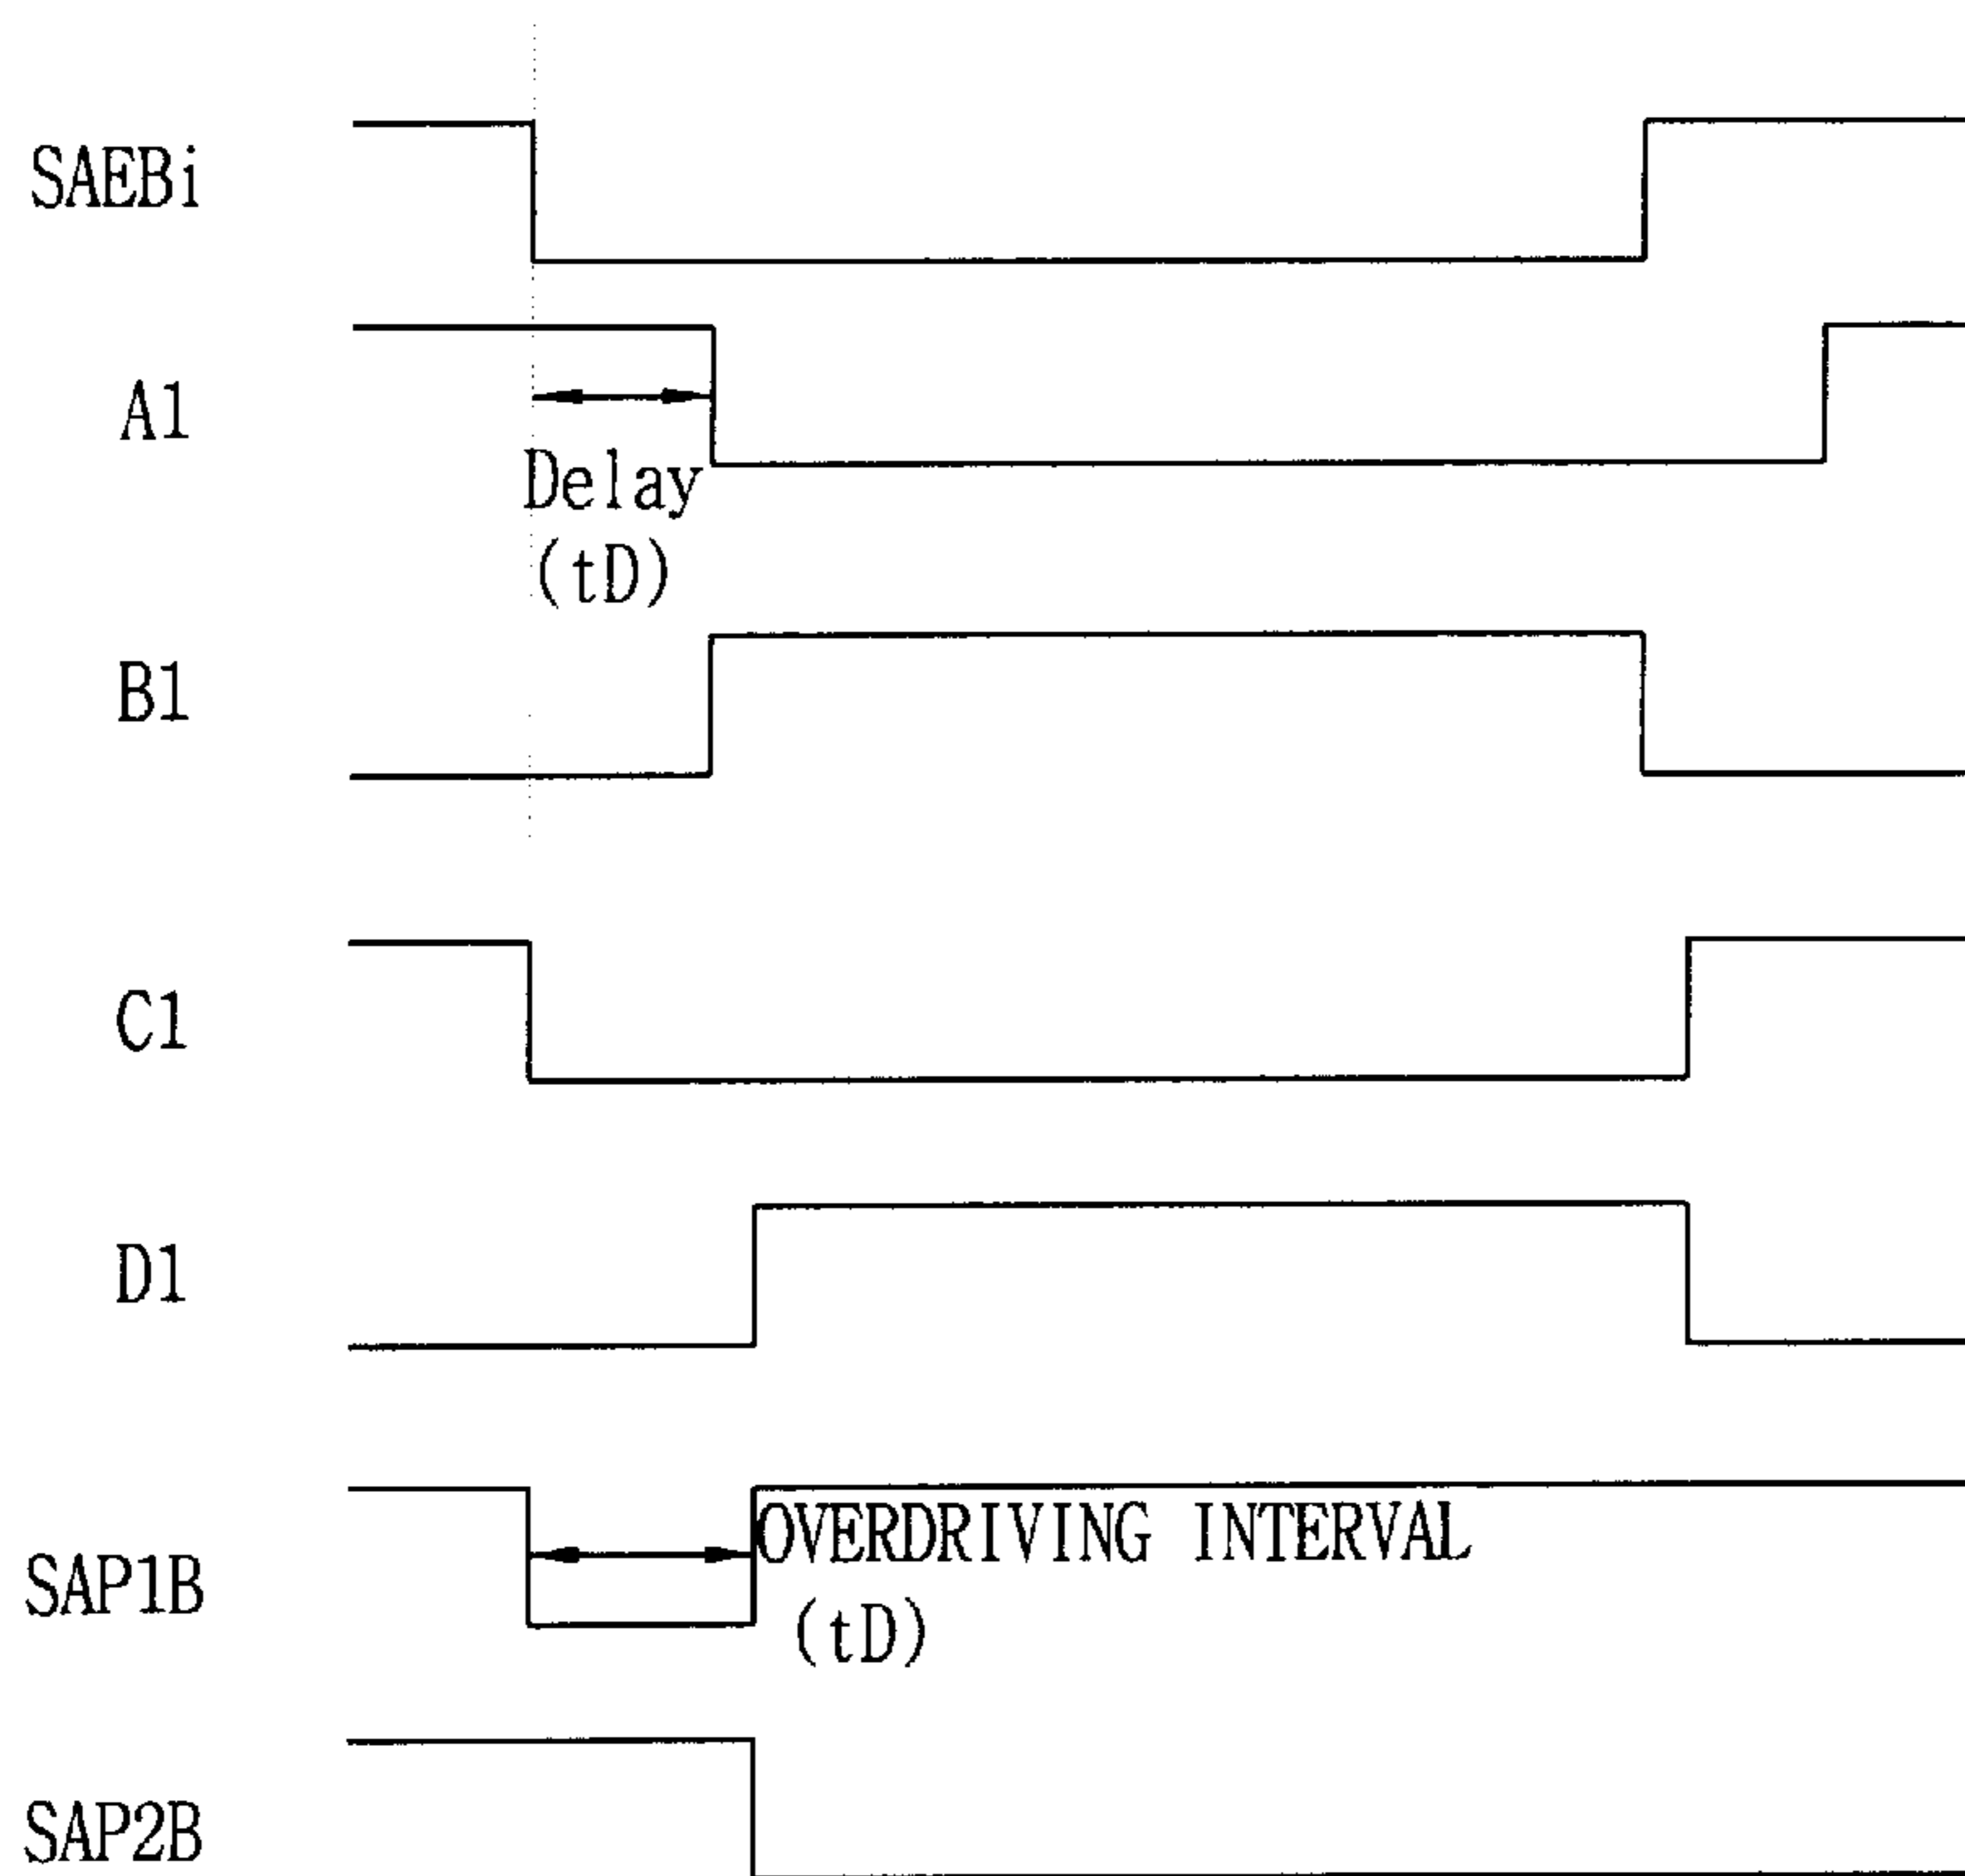 SAEBi
A1
Delay
(tD)
B1
C1
D1
OVERDRIVING INTERVAL
SAP1B
(tD)
SAP2B